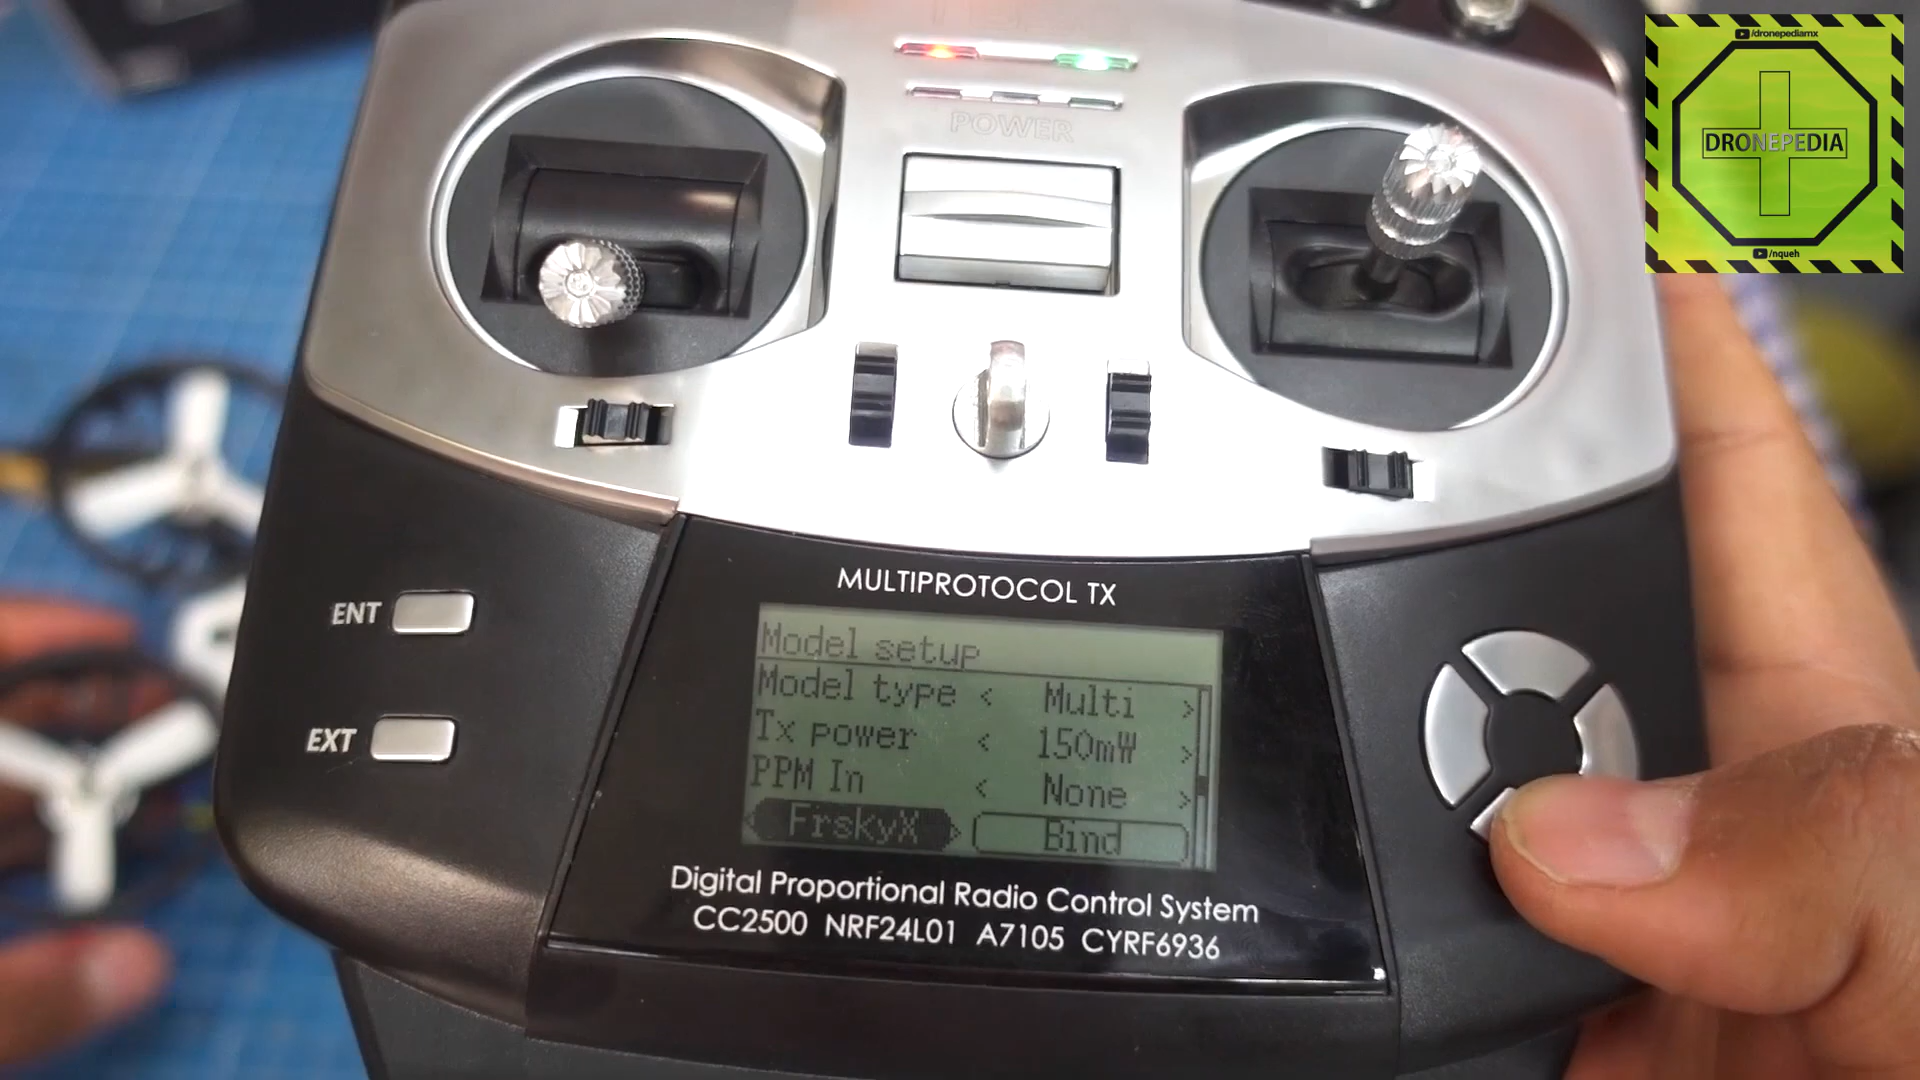 /dronepediamx
DRONEPEDIA
/nqueh
POWER
ENT
EXT
MULTIPROTOCOL TX
Model setup
Model type < Multi >
Tx power < 150mW >
PPM In < None >
< FrskyX > Bind
Digital Proportional Radio Control System
CC2500 NRF24L01 A7105 CYRF6936